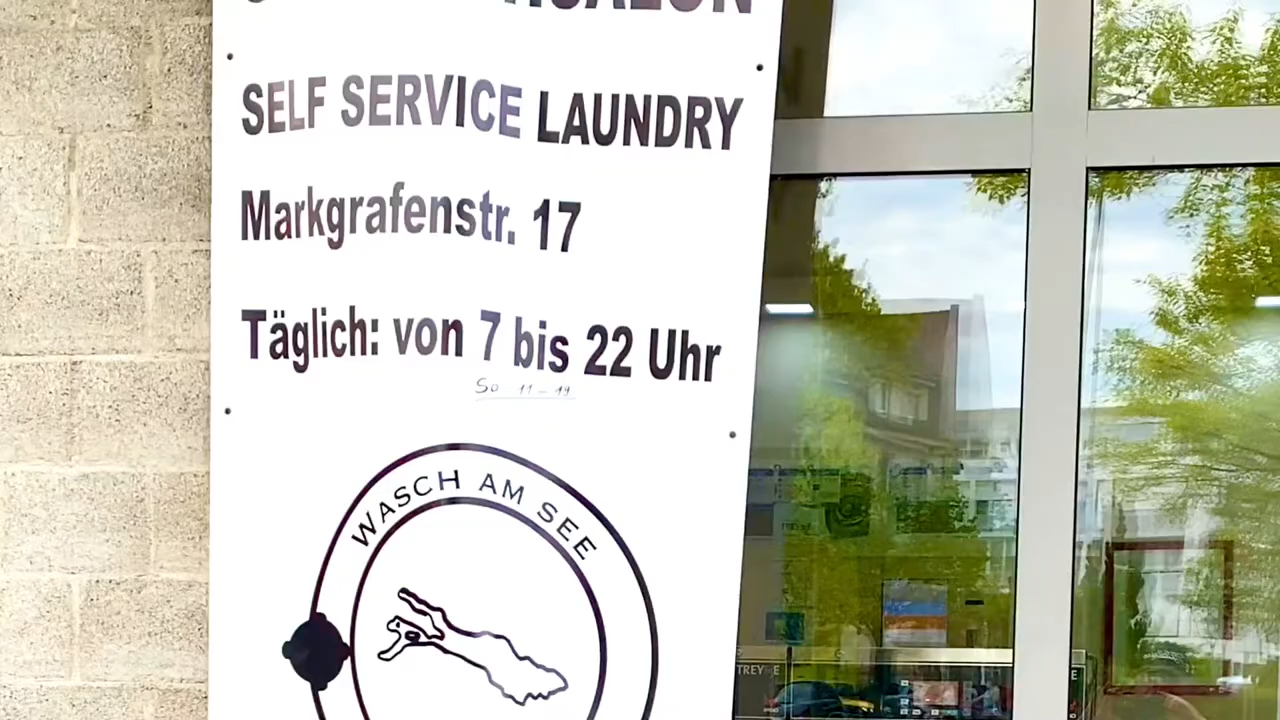 SELF SERVICE LAUNDRY
Markgrafenstr. 17
Täglich: von 7 bis 22 Uhr
So 11 - 19
WASCH AM SEE